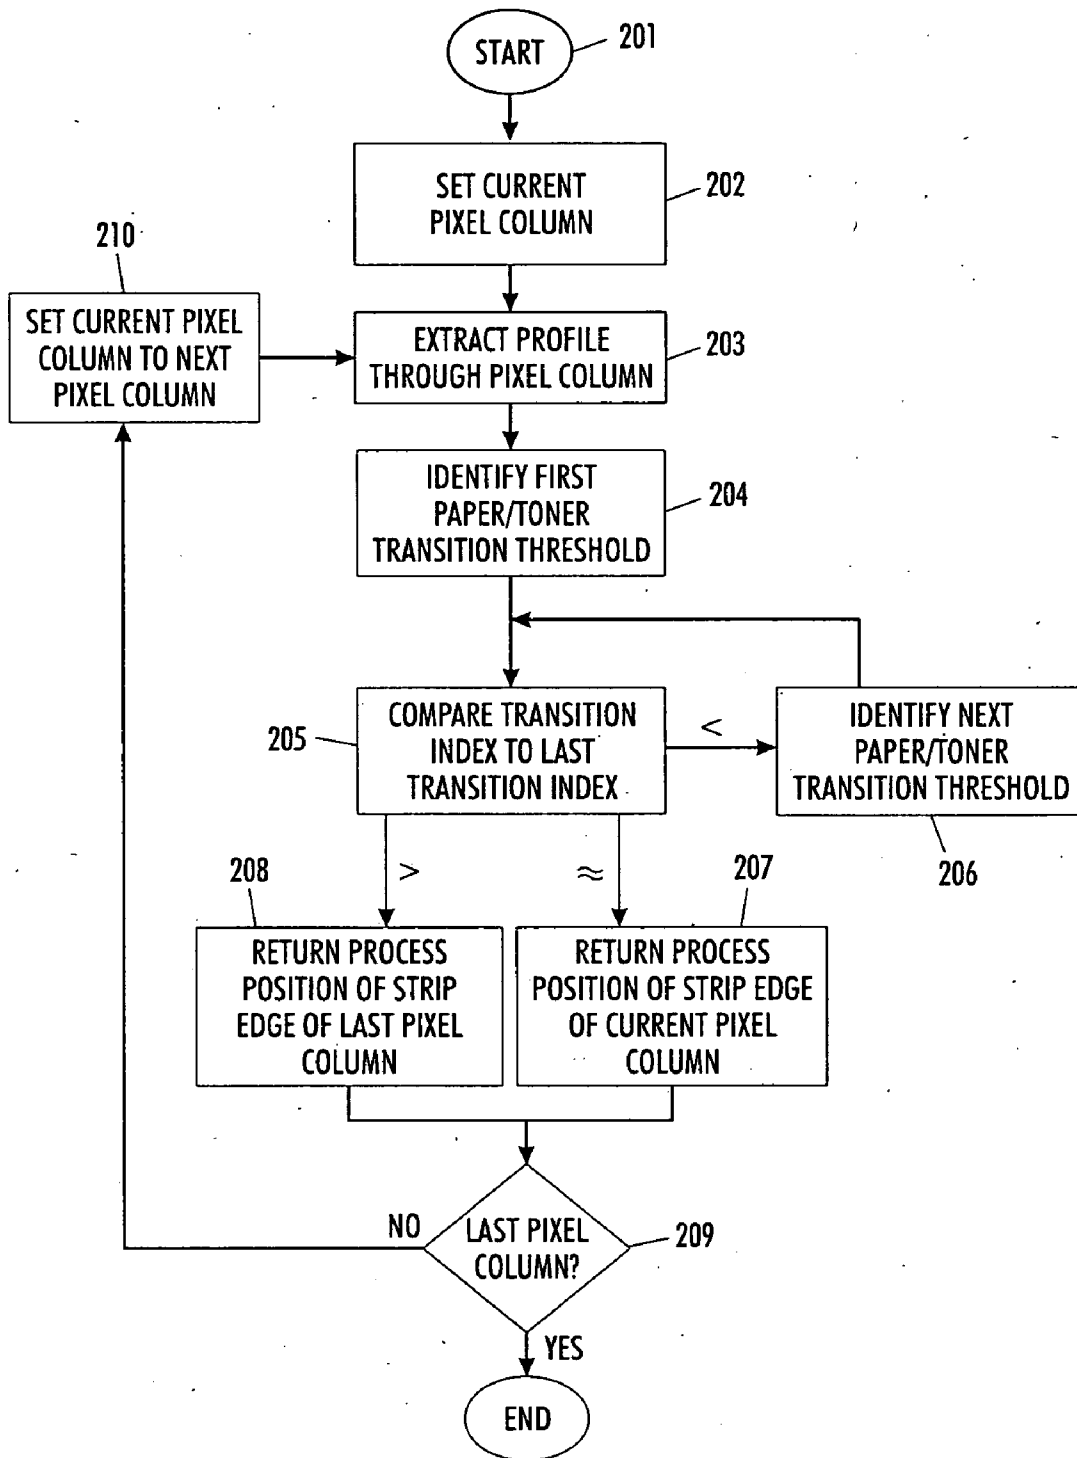 START
201
SET CURRENT
PIXEL COLUMN
202
210
SET CURRENT PIXEL
COLUMN TO NEXT
PIXEL COLUMN
EXTRACT PROFILE
THROUGH PIXEL COLUMN
203
IDENTIFY FIRST
PAPER/TONER
TRANSITION THRESHOLD
204
205
COMPARE TRANSITION
INDEX TO LAST
TRANSITION INDEX
<
IDENTIFY NEXT
PAPER/TONER
TRANSITION THRESHOLD
206
208
>
≈
207
RETURN PROCESS
POSITION OF STRIP
EDGE OF LAST PIXEL
COLUMN
RETURN PROCESS
POSITION OF STRIP EDGE
OF CURRENT PIXEL
COLUMN
NO
LAST PIXEL
COLUMN?
209
YES
END